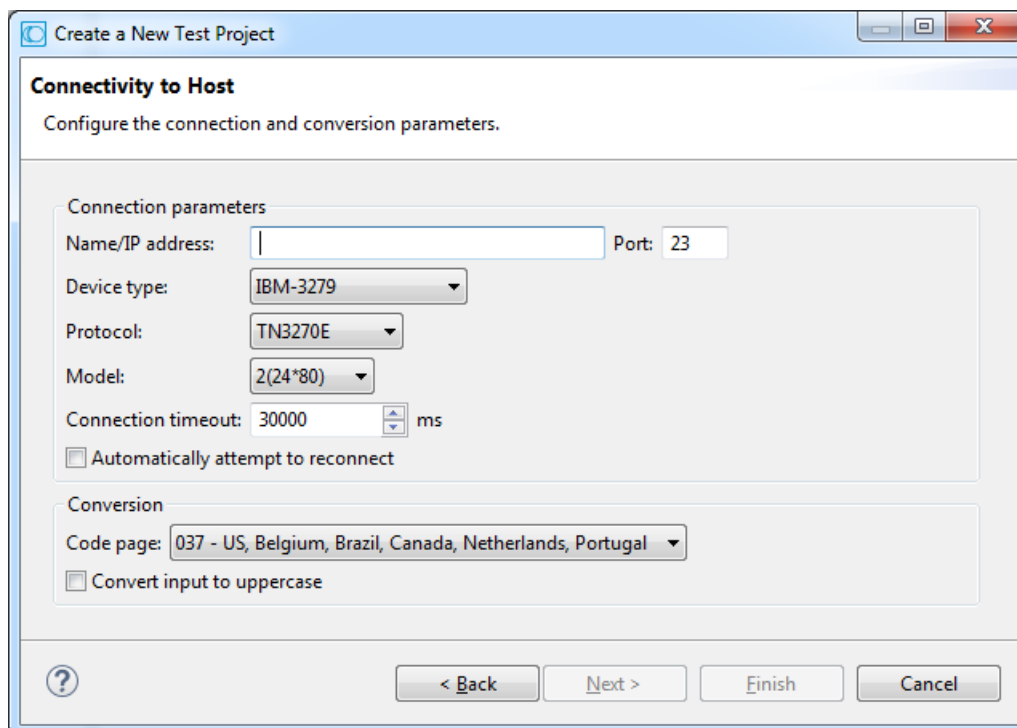 Create a New Test Project
Connectivity to Host
Configure the connection and conversion parameters.
Connection parameters
Name/IP address: Port: 23
Device type: IBM-3279
Protocol: TN3270E
Model: 2(24*80)
Connection timeout: 30000 ms
Automatically attempt to reconnect
Conversion
Code page: 037 - US, Belgium, Brazil, Canada, Netherlands, Portugal
Convert input to uppercase
? < Back Next > Finish Cancel